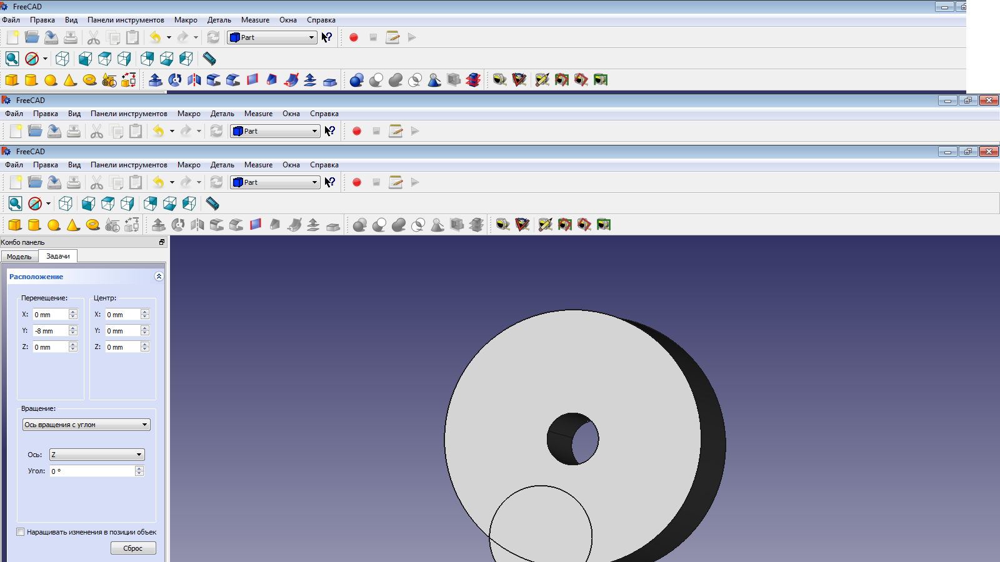 FreeCAD
Файл Правка Вид Панели инструментов Макро Деталь Measure Окна Справка
Part
FreeCAD
Файл Правка Вид Панели инструментов Макро Деталь Measure Окна Справка
Part
FreeCAD
Файл Правка Вид Панели инструментов Макро Деталь Measure Окна Справка
Part
Комбо панель
Модель Задачи
Расположение
Перемещение: Центр:
X: 0 mm X: 0 mm
Y: -8 mm Y: 0 mm
Z: 0 mm Z: 0 mm
Вращение:
Ось вращения с углом
Ось: Z
Угол: 0 °
Наращивать изменения в позиции объек
Сброс